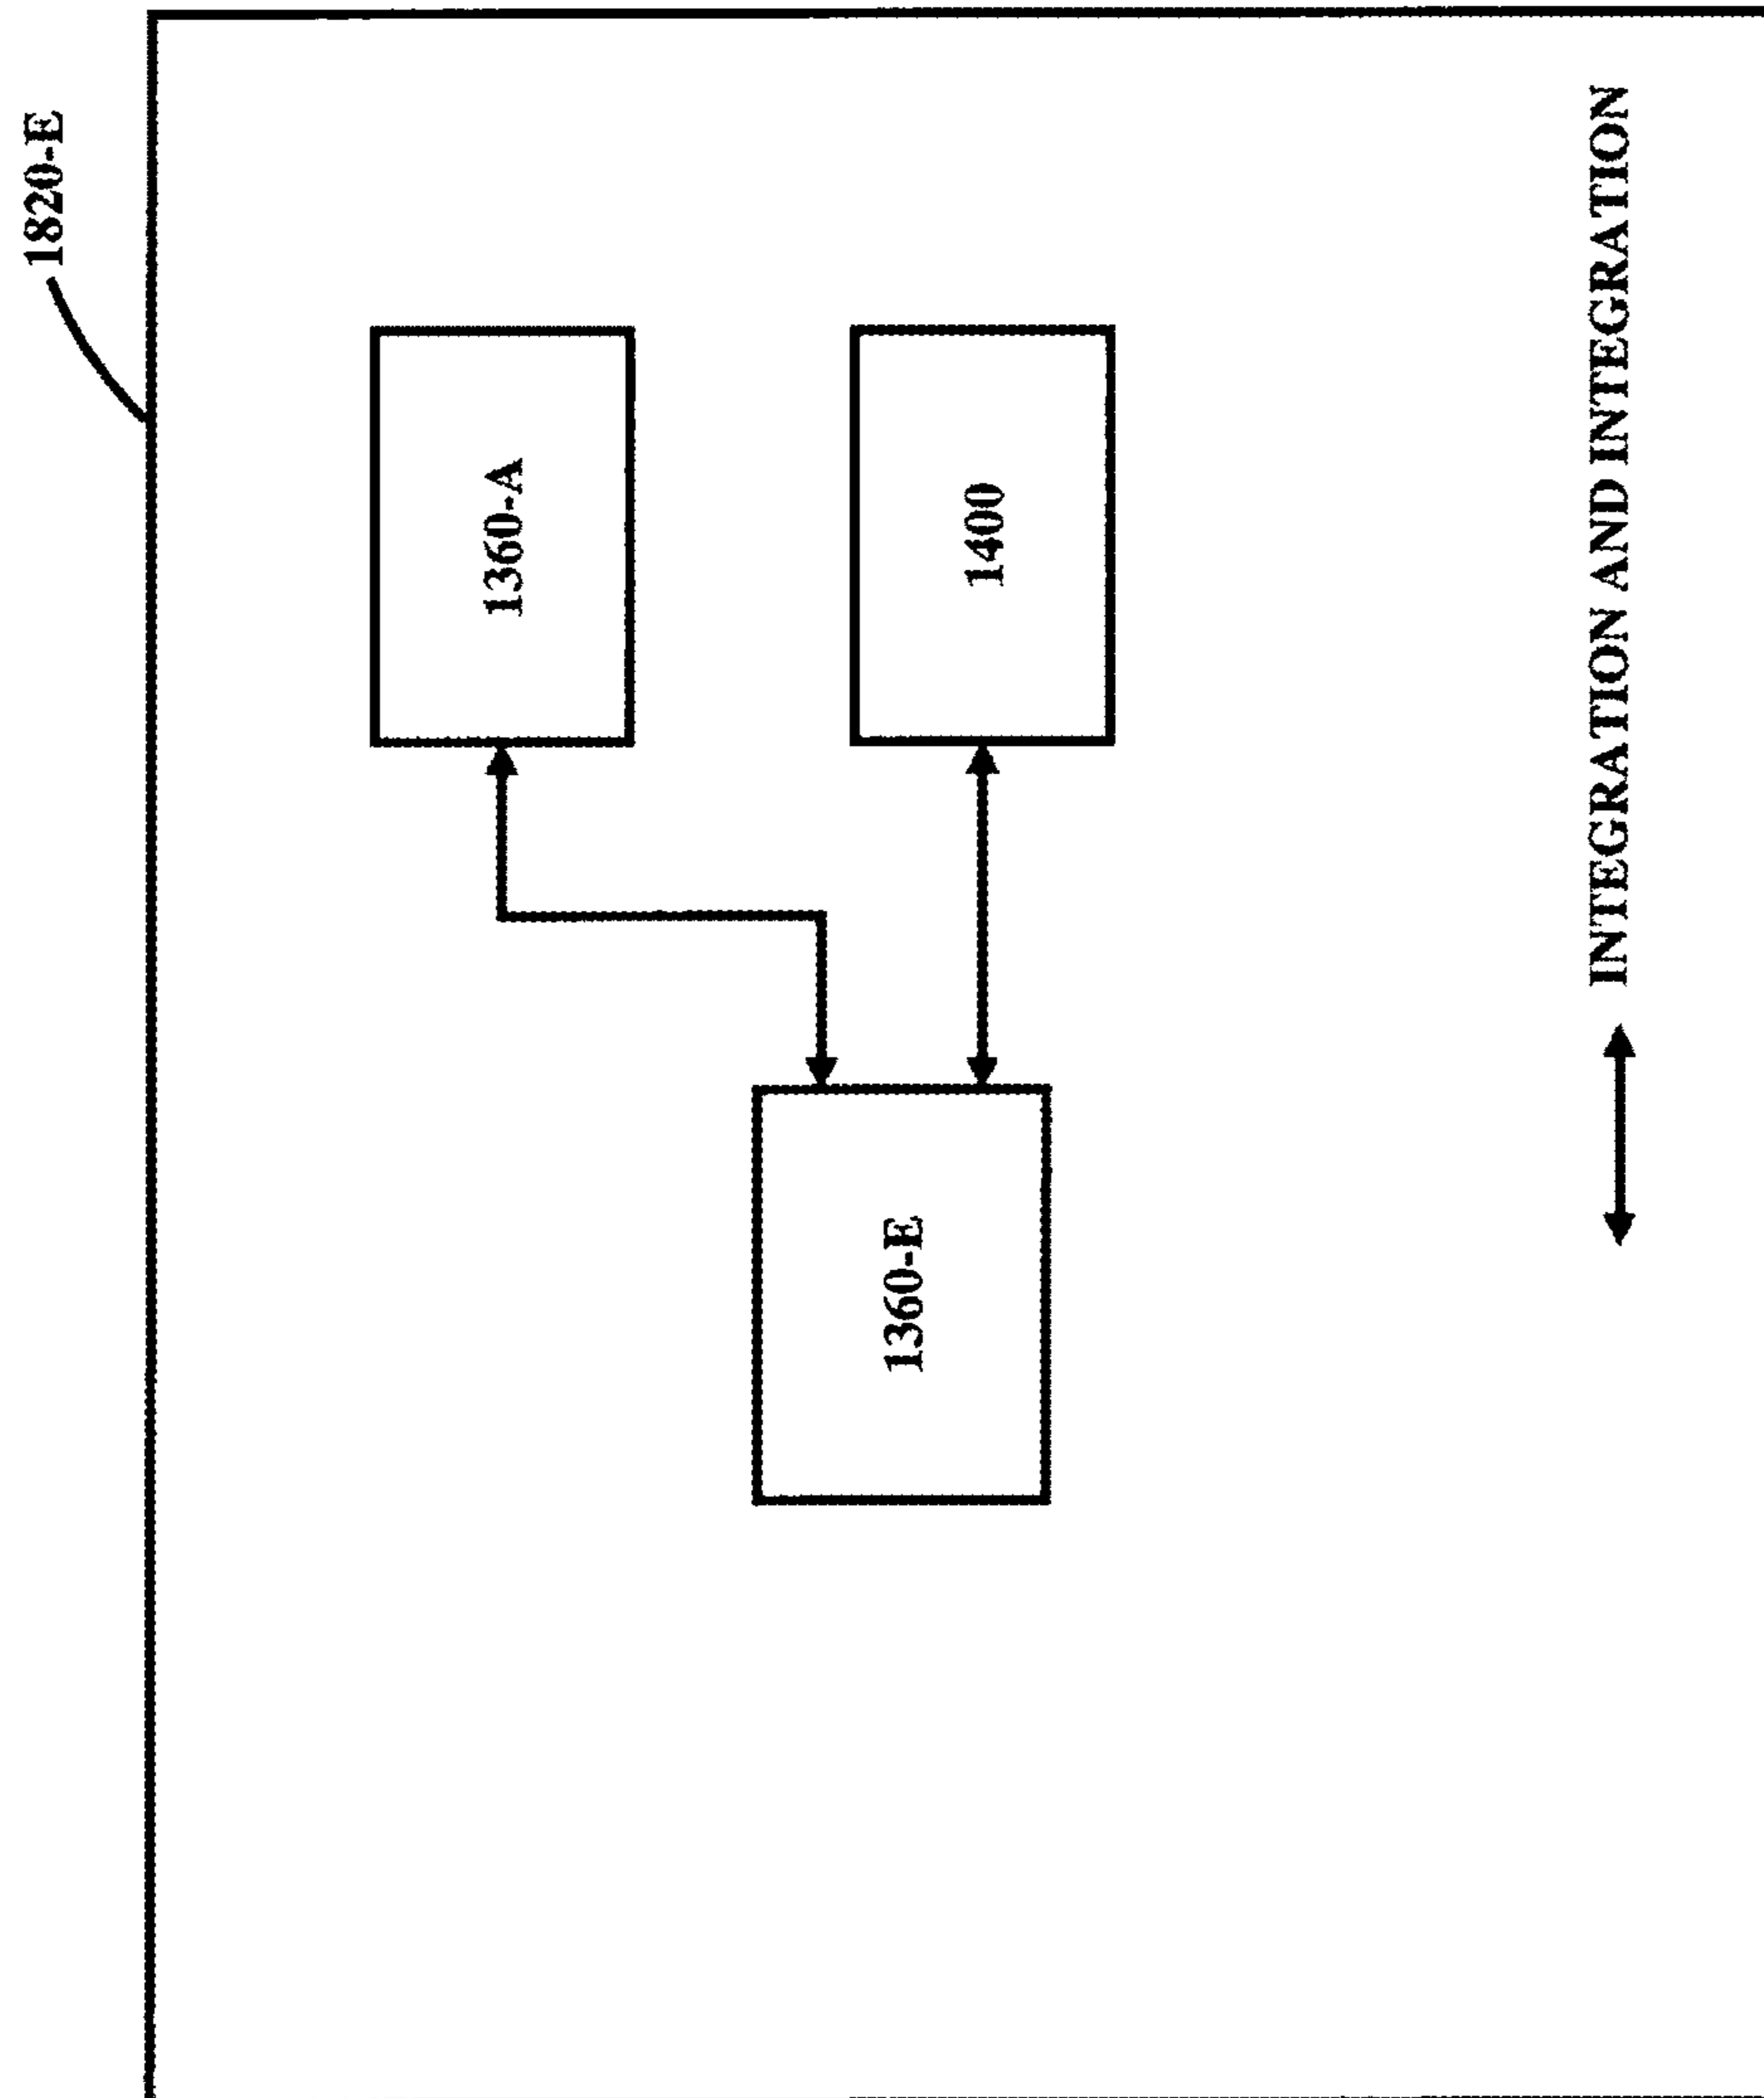 1820-E
1360-A
1400
1360-E
INTEGRATION AND INTEGRATION